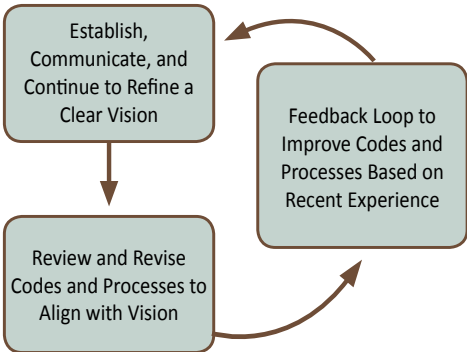 Establish,
Communicate, and
Continue to Refine a
Clear Vision
Review and Revise
Codes and Processes to
Align with Vision
Feedback Loop to
Improve Codes and
Processes Based on
Recent Experience